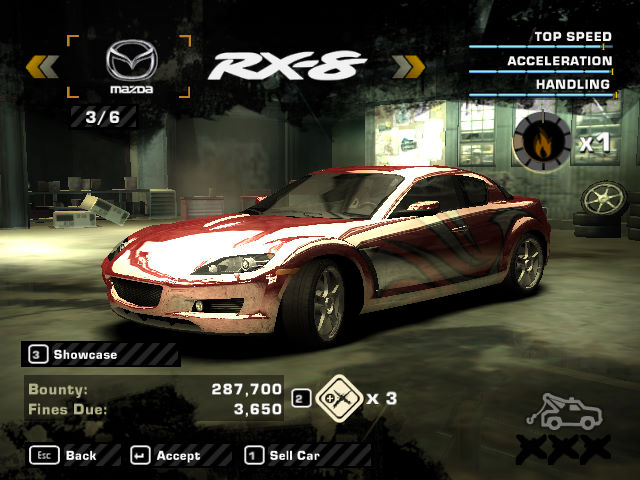 mazda
RX-8
TOP SPEED
ACCELERATION
HANDLING
3/6
x1
3 Showcase
Bounty: 287,700
Fines Due: 3,650
2 x 3
Esc Back
Accept
1 Sell Car
XXX